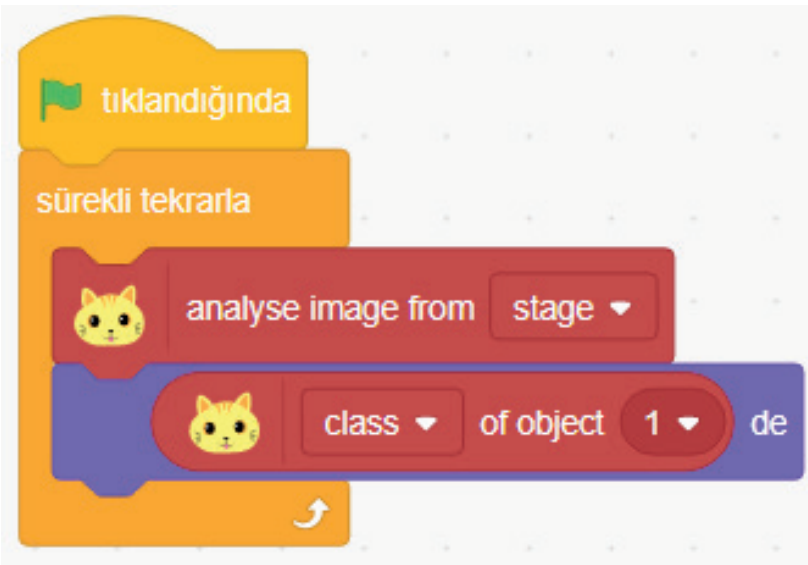 tıklandığında
sürekli tekrarla
analyse image from stage
class of object 1 de